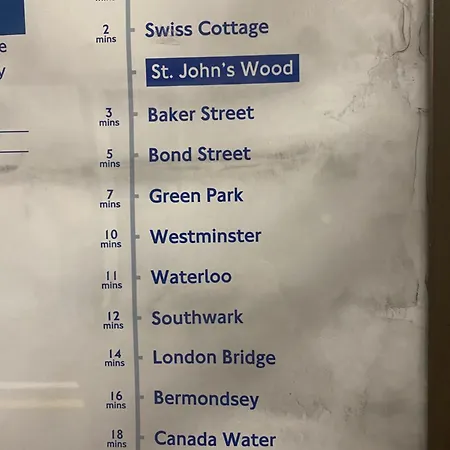 2 mins Swiss Cottage
St. John's Wood
3 mins Baker Street
5 mins Bond Street
7 mins Green Park
10 mins Westminster
11 mins Waterloo
12 mins Southwark
14 mins London Bridge
16 mins Bermondsey
18 mins Canada Water